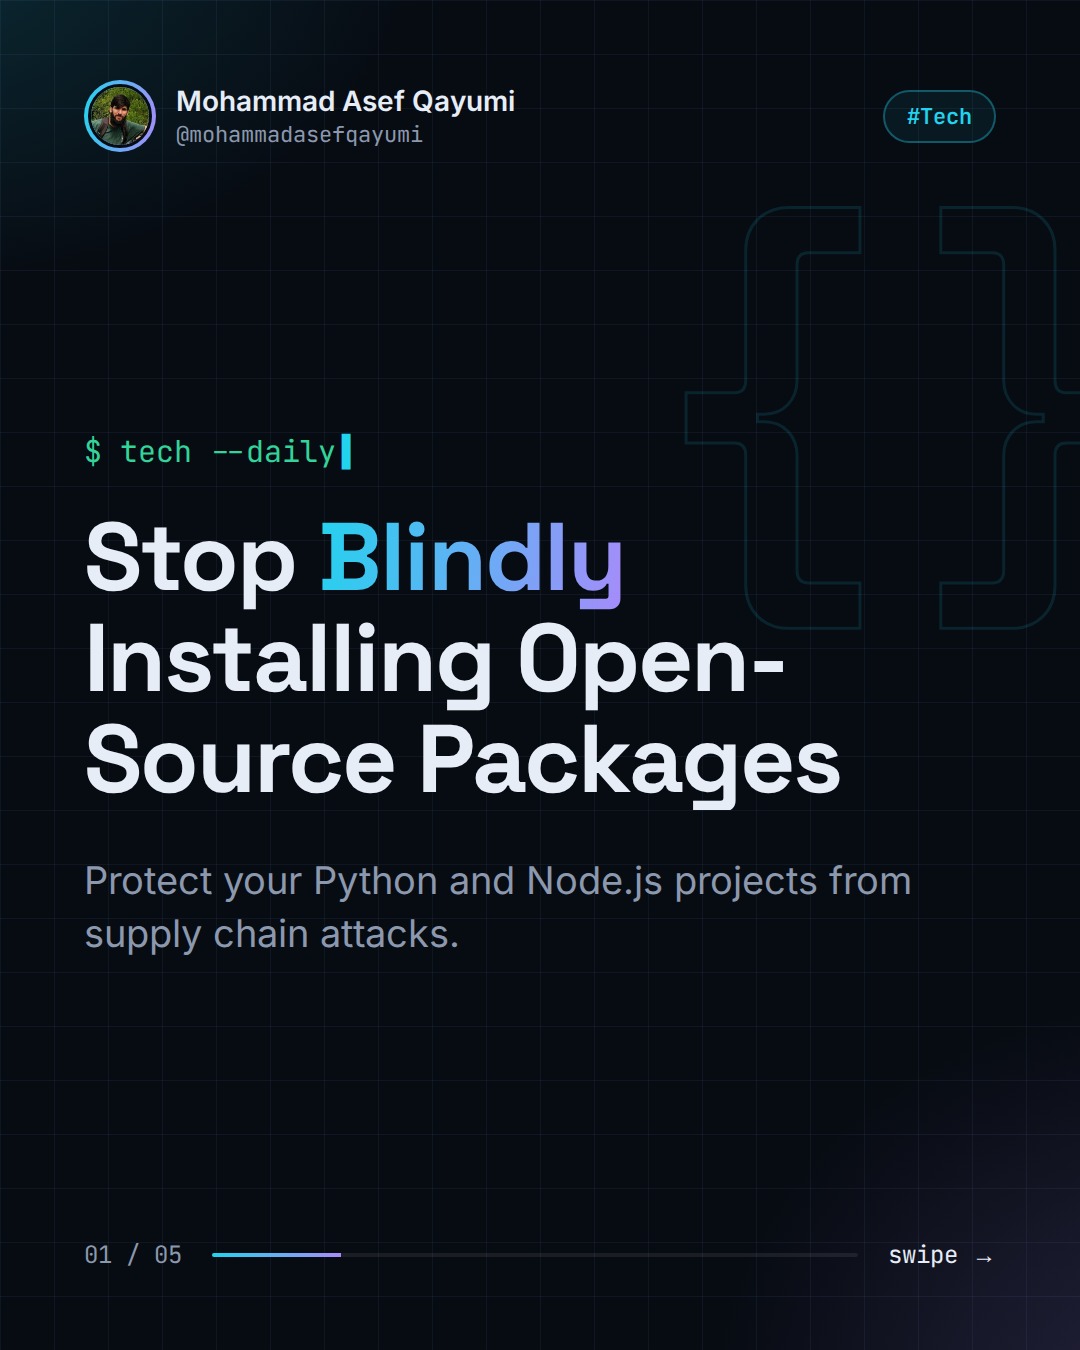 Mohammad Asef Qayumi
@mohammadasefqayumi
#Tech
{}
$ tech --daily
Stop Blindly
Installing Open-
Source Packages
Protect your Python and Node.js projects from
supply chain attacks.
01 / 05
swipe →